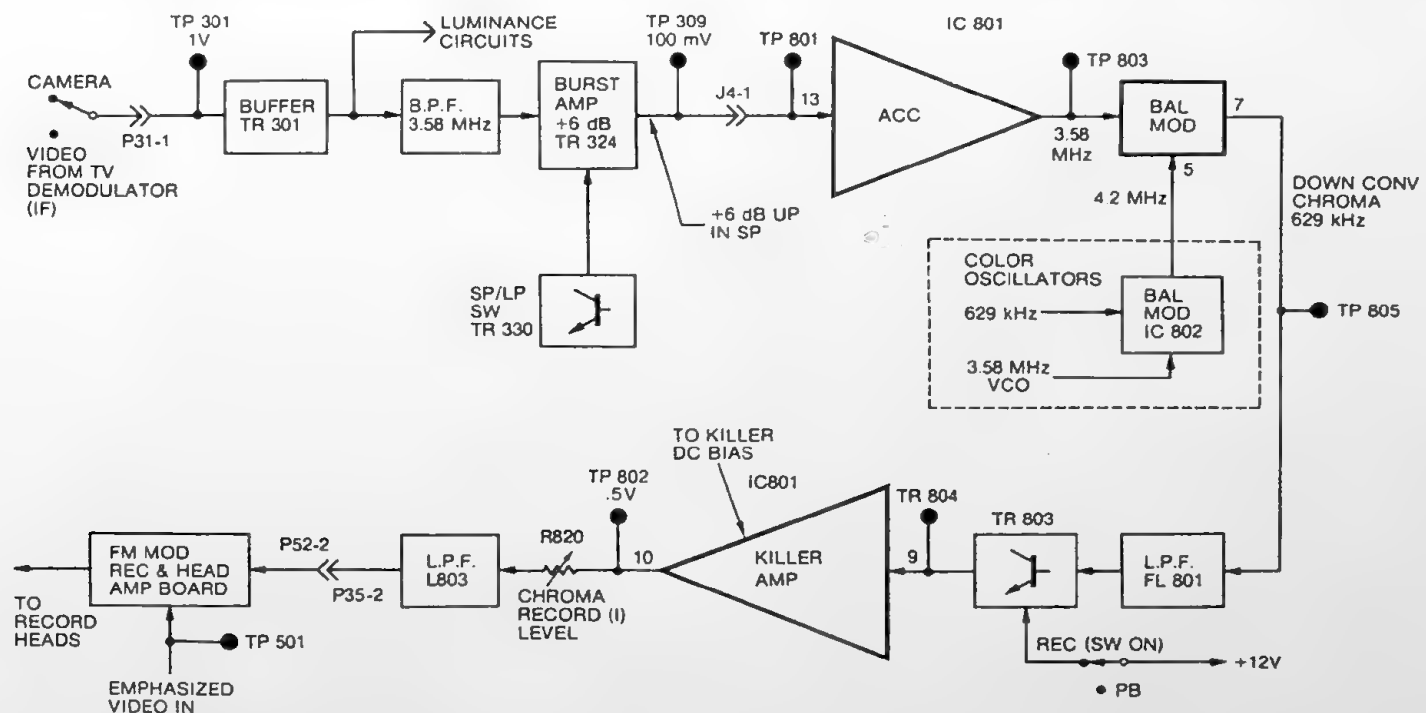 TP 301
1V
LUMINANCE
CIRCUITS
TP 309
100 mV
TP 801
IC 801
TP 803
CAMERA
P31-1
VIDEO
FROM TV
DEMODULATOR
(IF)
BUFFER
TR 301
B.P.F.
3.58 MHz
BURST
AMP
+6 dB
TR 324
J4-1
13
ACC
3.58
MHz
BAL
MOD
7
5
4.2 MHz
DOWN CONV
CHROMA
629 kHz
+6 dB UP
IN SP
SP/LP
SW
TR 330
COLOR
OSCILLATORS
629 kHz
BAL
MOD
IC 802
3.58 MHz
VCO
TP 805
TO KILLER
DC BIAS
IC801
TP 802
.5V
TR 804
TR 803
FM MOD
REC & HEAD
AMP BOARD
P52-2
P35-2
L.P.F.
L803
R820
10
KILLER
AMP
9
L.P.F.
FL 801
CHROMA
RECORD (I)
LEVEL
TO
RECORD
HEADS
TP 501
EMPHASIZED
VIDEO IN
REC (SW ON)
+12V
PB